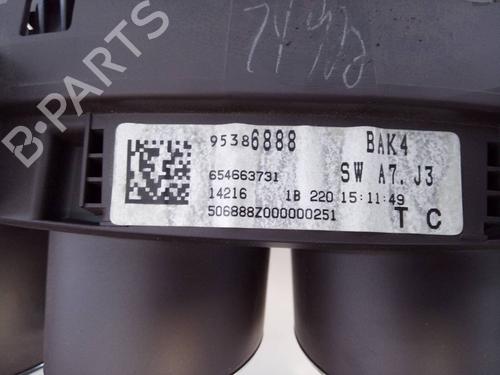 95386888 BAK4
654663731 SW A7. J3
14216 1B 220 15:11:49
506888Z000000251 T C
B-PARTS